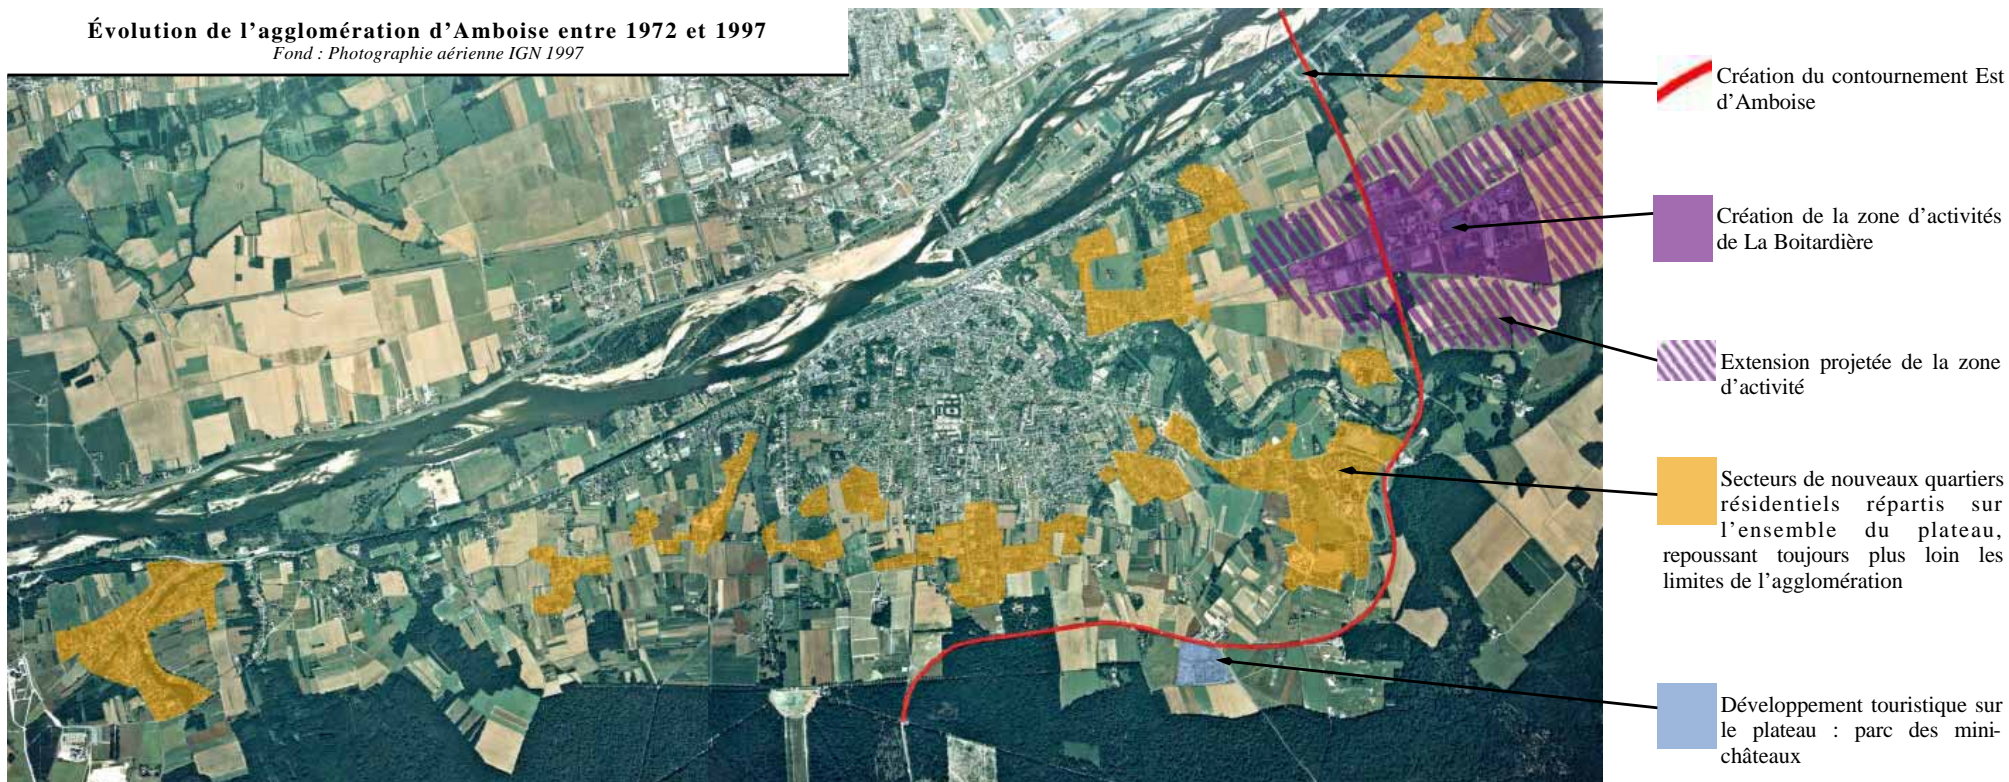 Évolution de l’agglomération d’Amboise entre 1972 et 1997
Fond : Photographie aérienne IGN 1997
Création du contournement Est
d’Amboise
Création de la zone d’activités
de La Boitardière
Extension projetée de la zone
d’activité
Secteurs de nouveaux quartiers
résidentiels répartis sur
l’ensemble du plateau,
repoussant toujours plus loin les
limites de l’agglomération
Développement touristique sur
le plateau : parc des mini-
châteaux